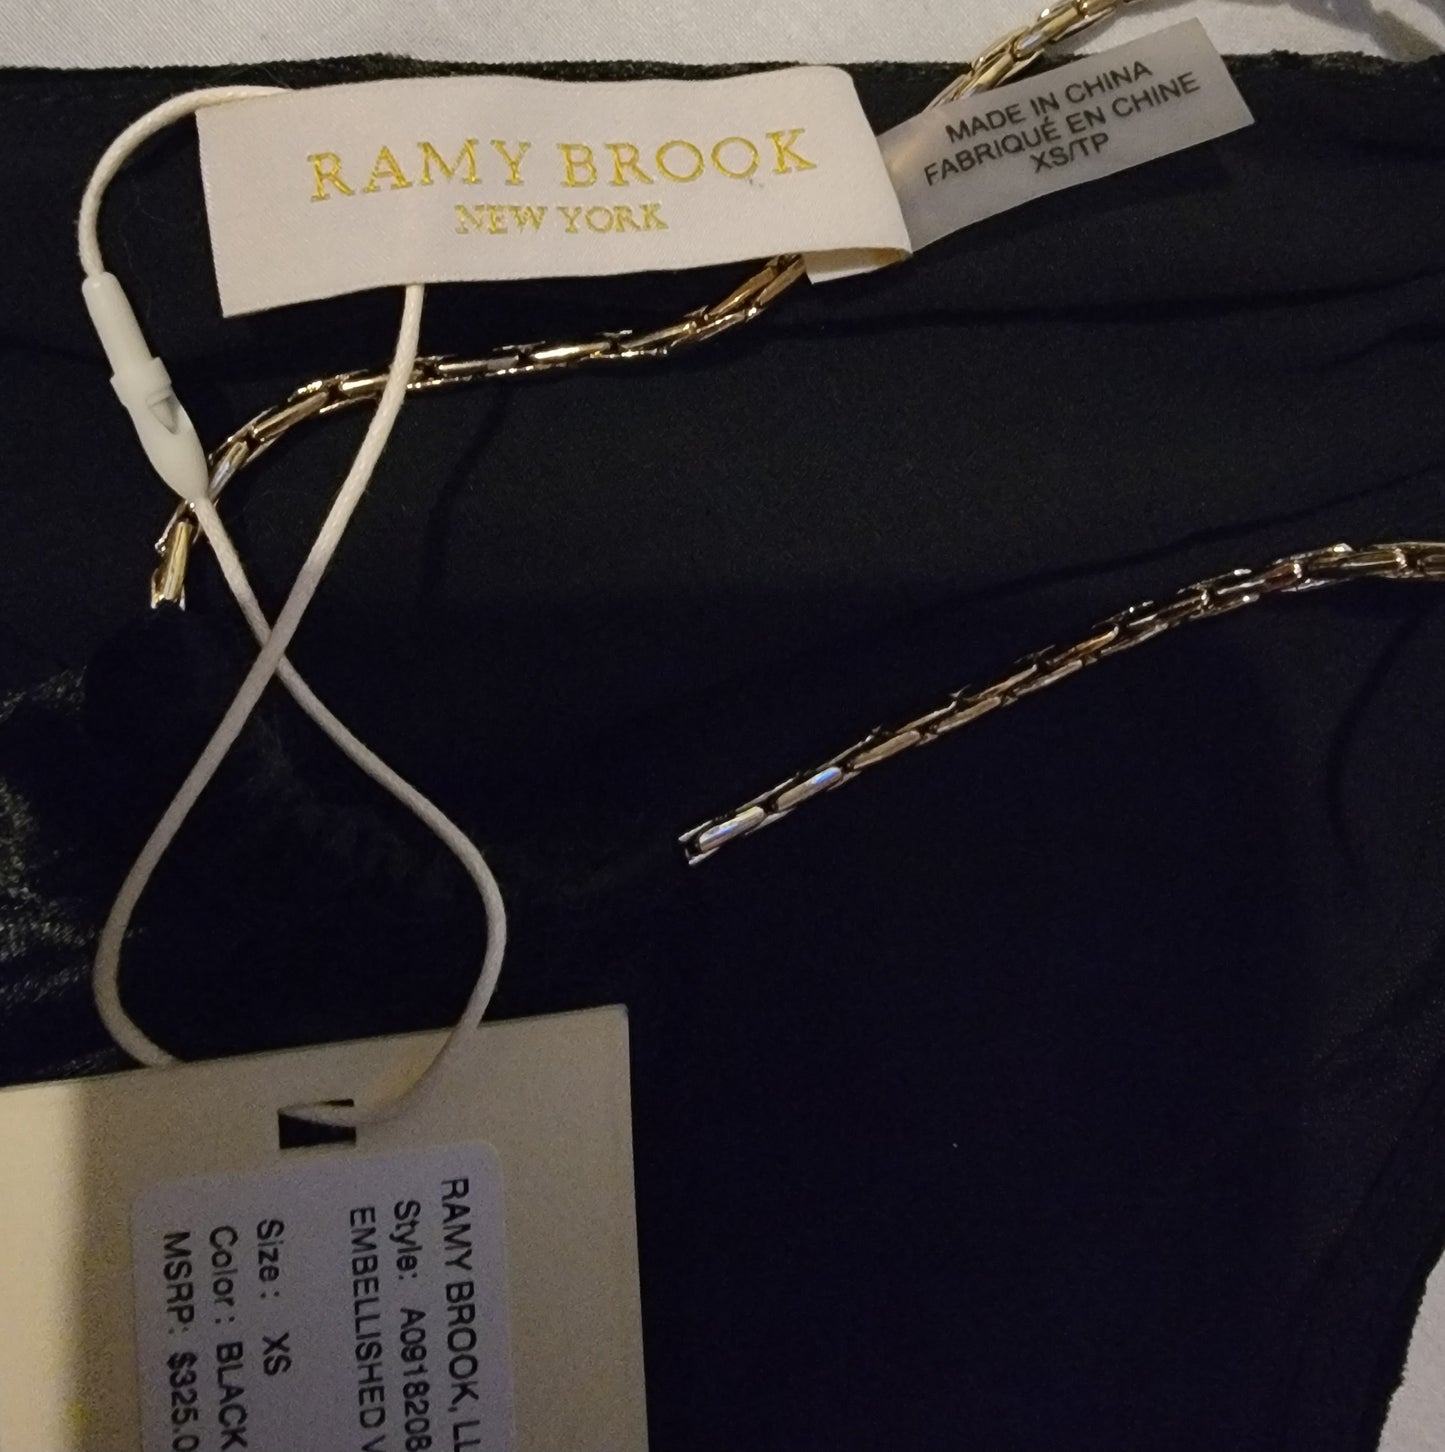 RAMY BROOK
NEW YORK
MADE IN CHINA
FABRIQUÉ EN CHINE
XS/TP
RAMY BROOK, LL
Style: A0918208
EMBELLISHED V
Size: XS
Color: BLACK
MSRP: $325.0